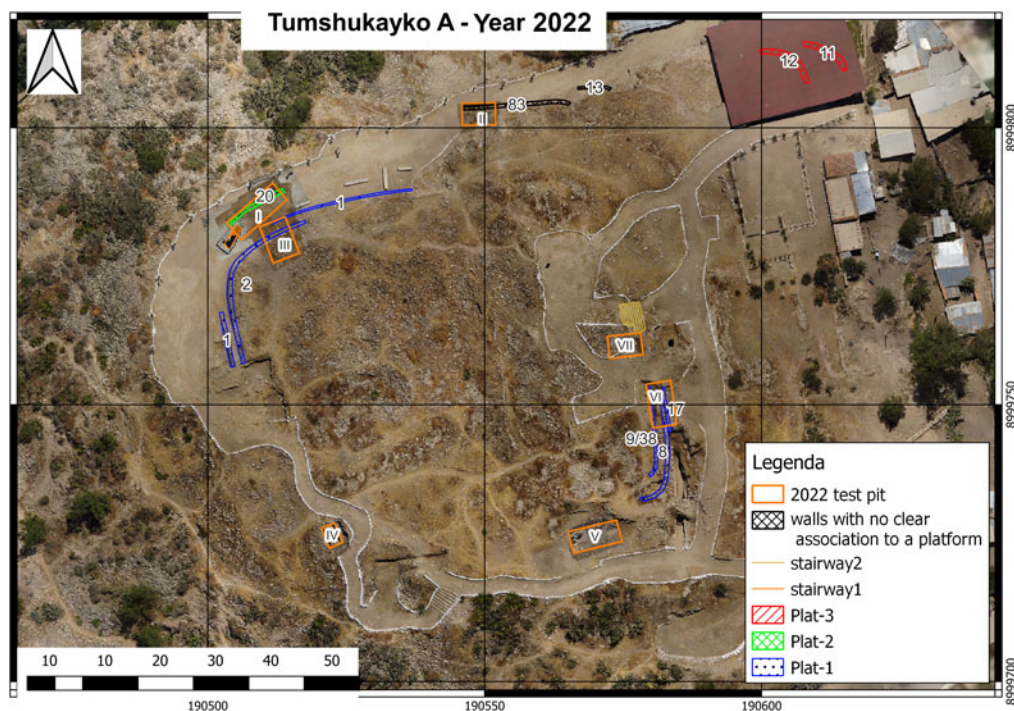 Tumshukayko A - Year 2022
11
12
13
83
II
8999800
20
I
1
III
2
1
VII
VI
17
8999750
9/38
8
IV
V
Legenda
2022 test pit
walls with no clear
association to a platform
stairway2
stairway1
Plat-3
Plat-2
Plat-1
10 10 20 30 40 50
8999700
190500 190550 190600